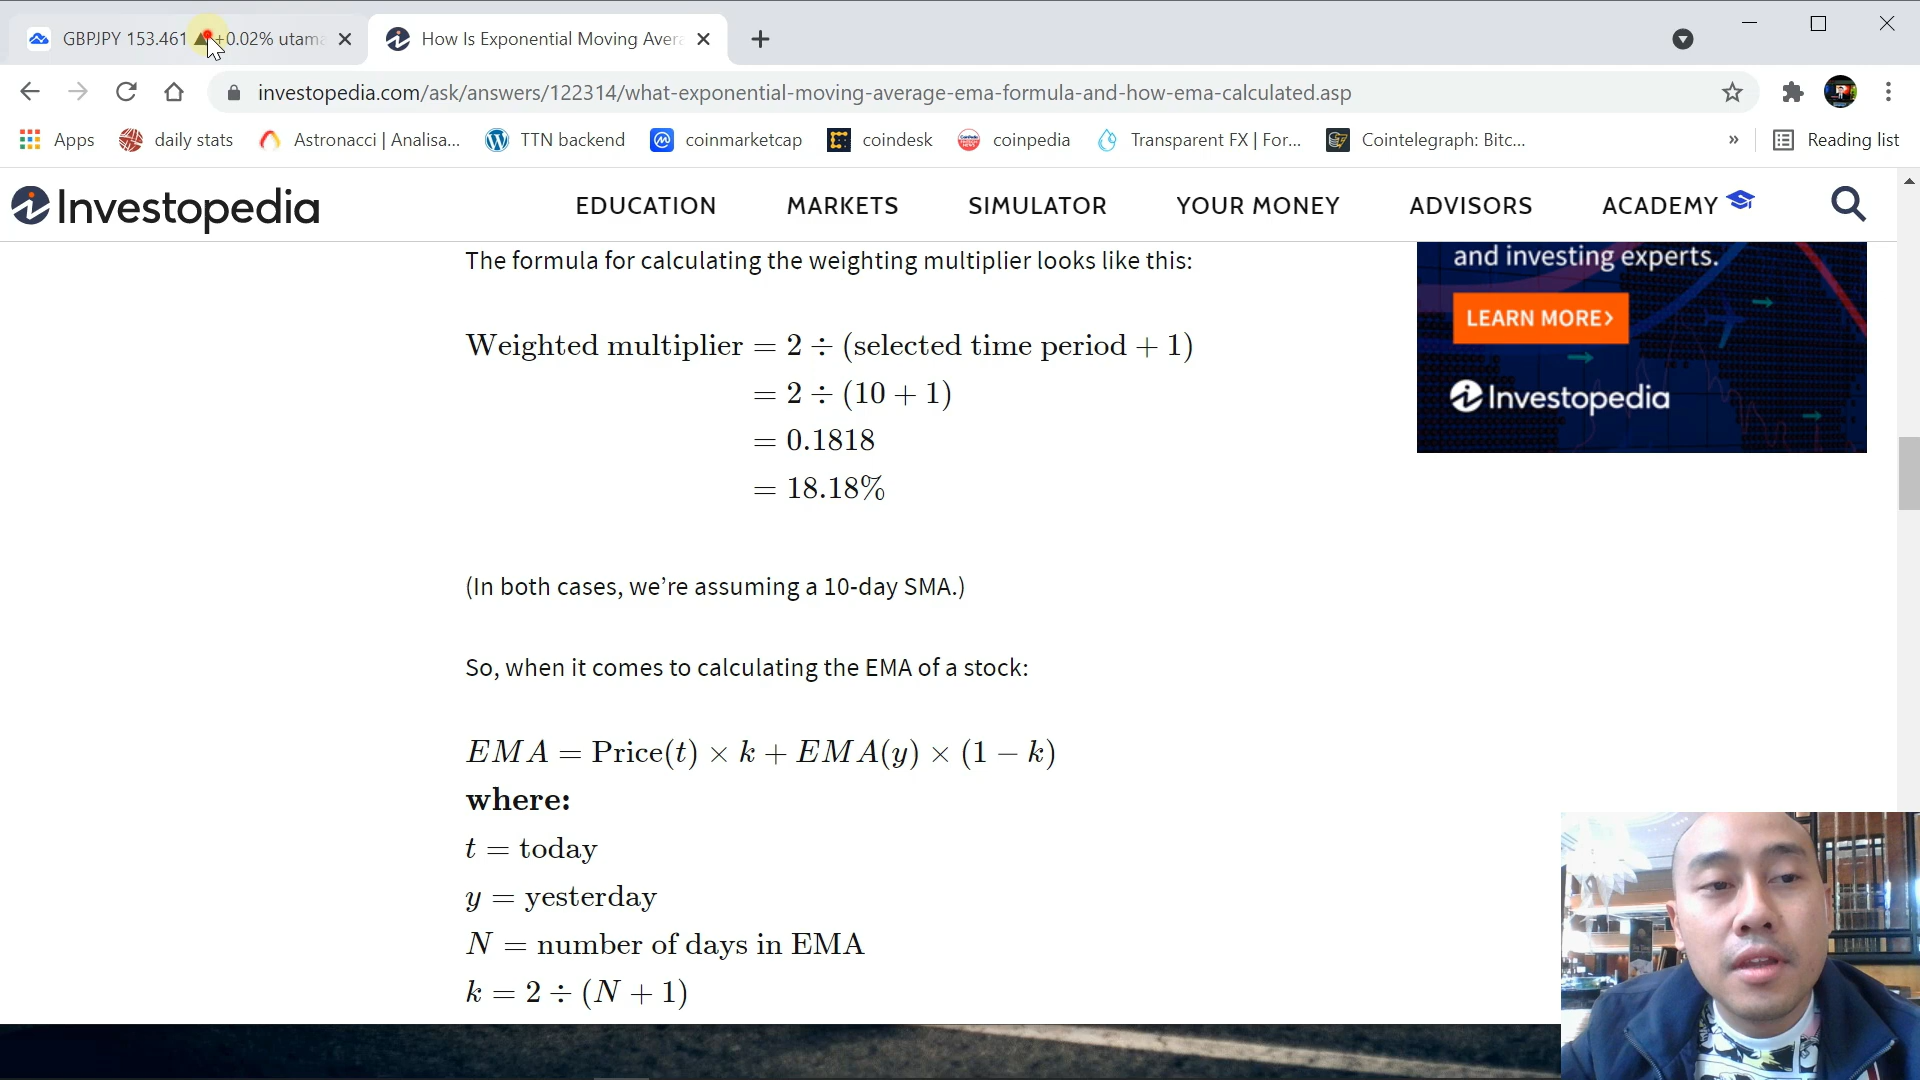 GBPJPY 153.461 ▲ +0.02% utama
How Is Exponential Moving Avera
investopedia.com/ask/answers/122314/what-exponential-moving-average-ema-formula-and-how-ema-calculated.asp
Apps daily stats Astronacci | Analisa... TTN backend coinmarketcap coindesk coinpedia Transparent FX | For... Cointelegraph: Bitc... » Reading list
Investopedia EDUCATION MARKETS SIMULATOR YOUR MONEY ADVISORS ACADEMY
The formula for calculating the weighting multiplier looks like this:
and investing experts.
LEARN MORE>
Investopedia
Weighted multiplier = 2 ÷ (selected time period + 1)
= 2 ÷ (10 + 1)
= 0.1818
= 18.18%
(In both cases, we’re assuming a 10-day SMA.)
So, when it comes to calculating the EMA of a stock:
EMA = Price(t) × k + EMA(y) × (1 − k)
where:
t = today
y = yesterday
N = number of days in EMA
k = 2 ÷ (N + 1)